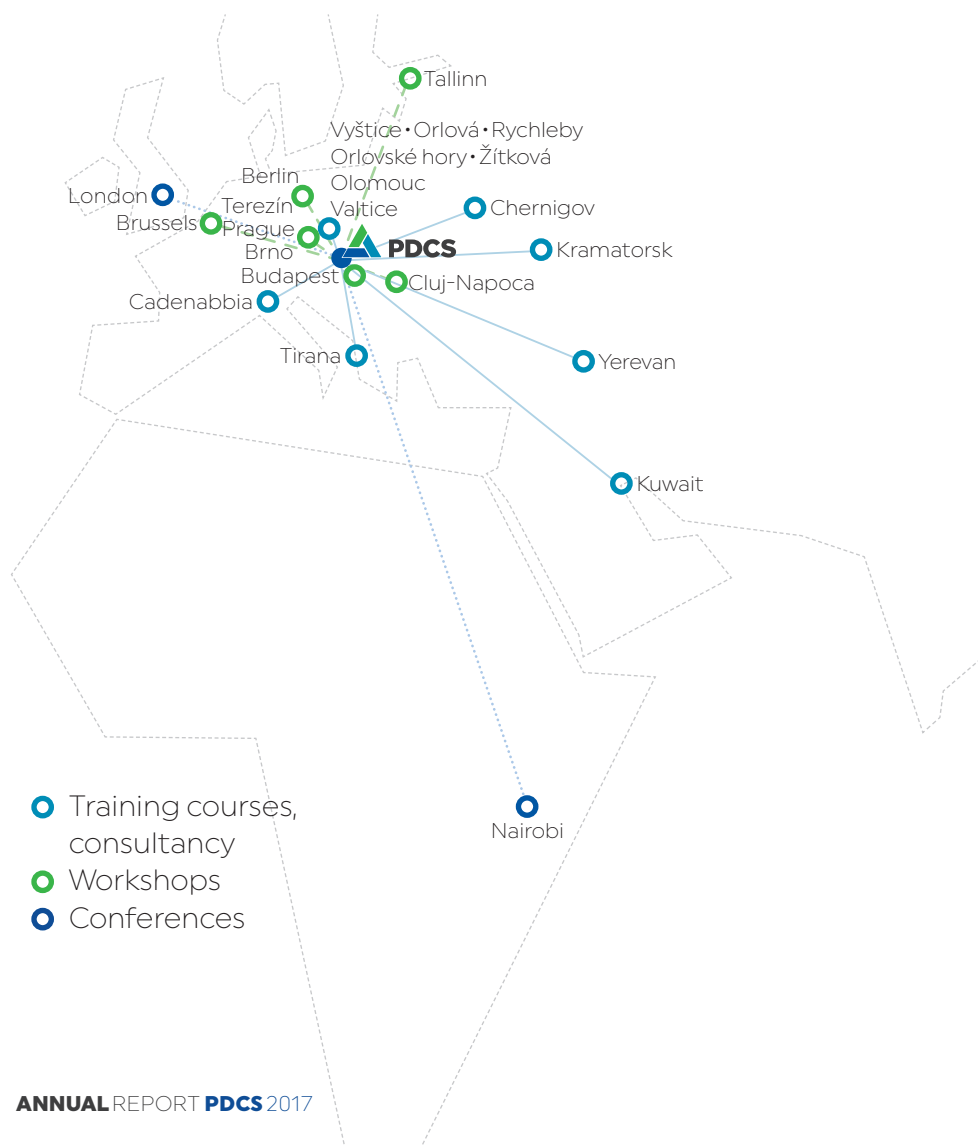 Tallinn
Vyštice • Orlová • Rychleby
Orlovské hory • Žítková
Olomouc
Valtice
Berlin
Terezín
Prague
Brno
Budapest
London
Brussels
Cadenabbia
Tirana
PDCS
Chernigov
Kramatorsk
Cluj-Napoca
Yerevan
Kuwait
Nairobi
Training courses,
consultancy
Workshops
Conferences
ANNUAL REPORT PDCS 2017